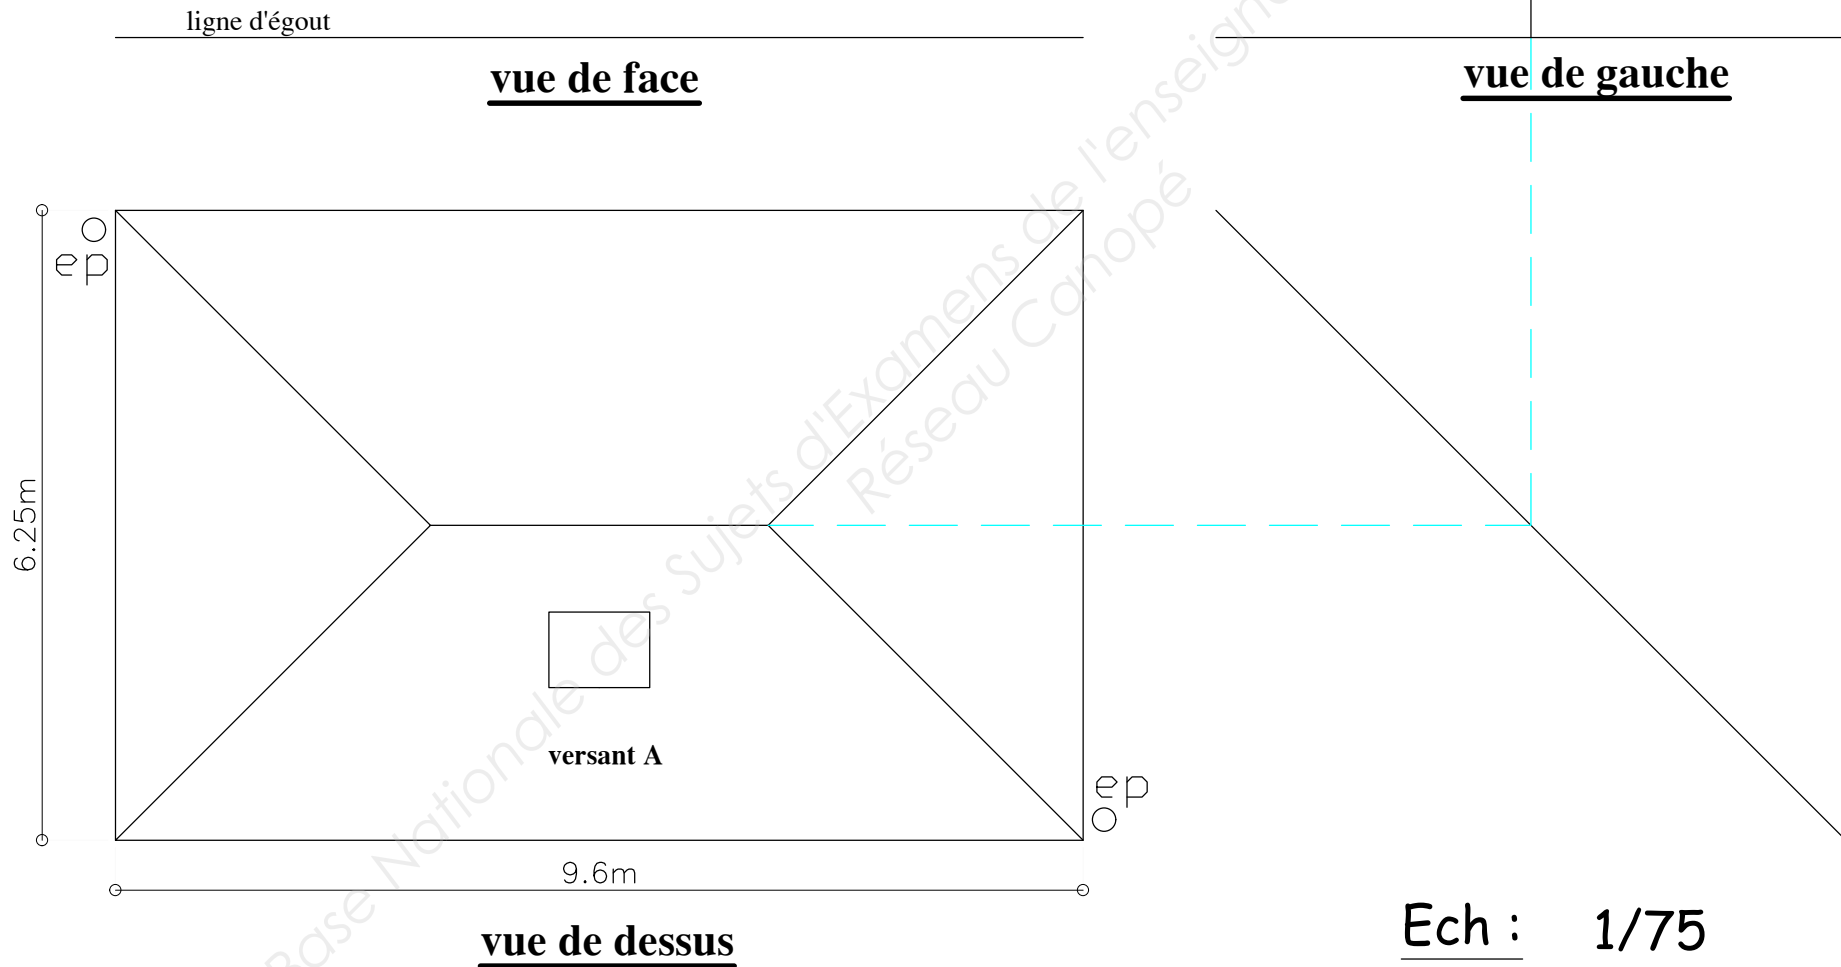 ligne d'égout
vue de face
vue de gauche
ep
6.25m
versant A
ep
9.6m
vue de dessus
Ech : 1/75
Base Nationale des Sujets d'Examens de l'enseign
Réseau Canopé